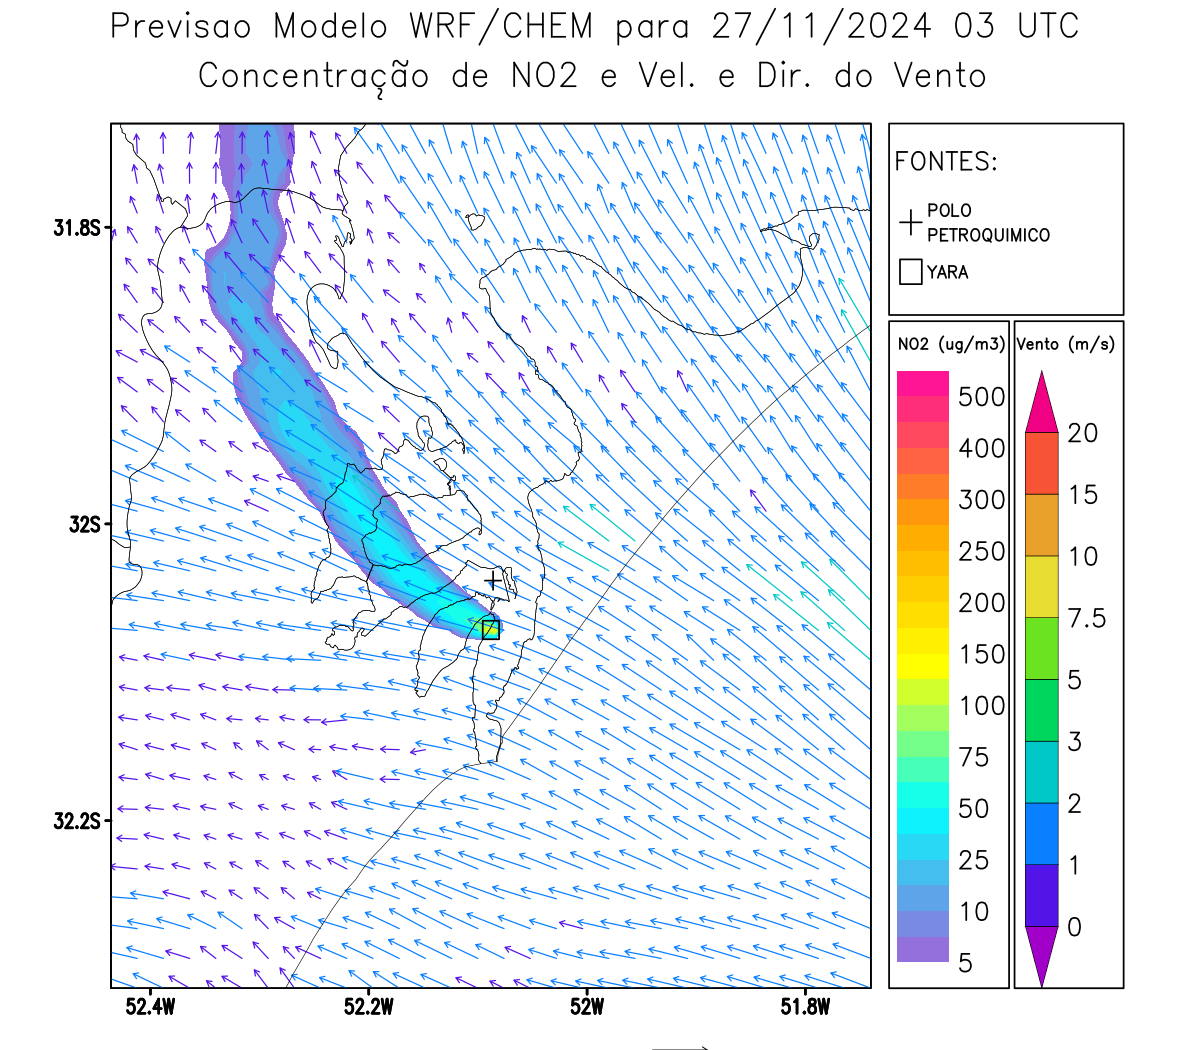 Previsao Modelo WRF/CHEM para 27/11/2024 03 UTC
Concentração de NO2 e Vel. e Dir. do Vento
FONTES:
POLO
PETROQUIMICO
YARA
NO2 (ug/m3)
500
400
300
250
200
150
100
75
50
25
10
5
Vento (m/s)
20
15
10
7.5
5
3
2
1
0
31.8S
32S
32.2S
52.4W
52.2W
52W
51.8W